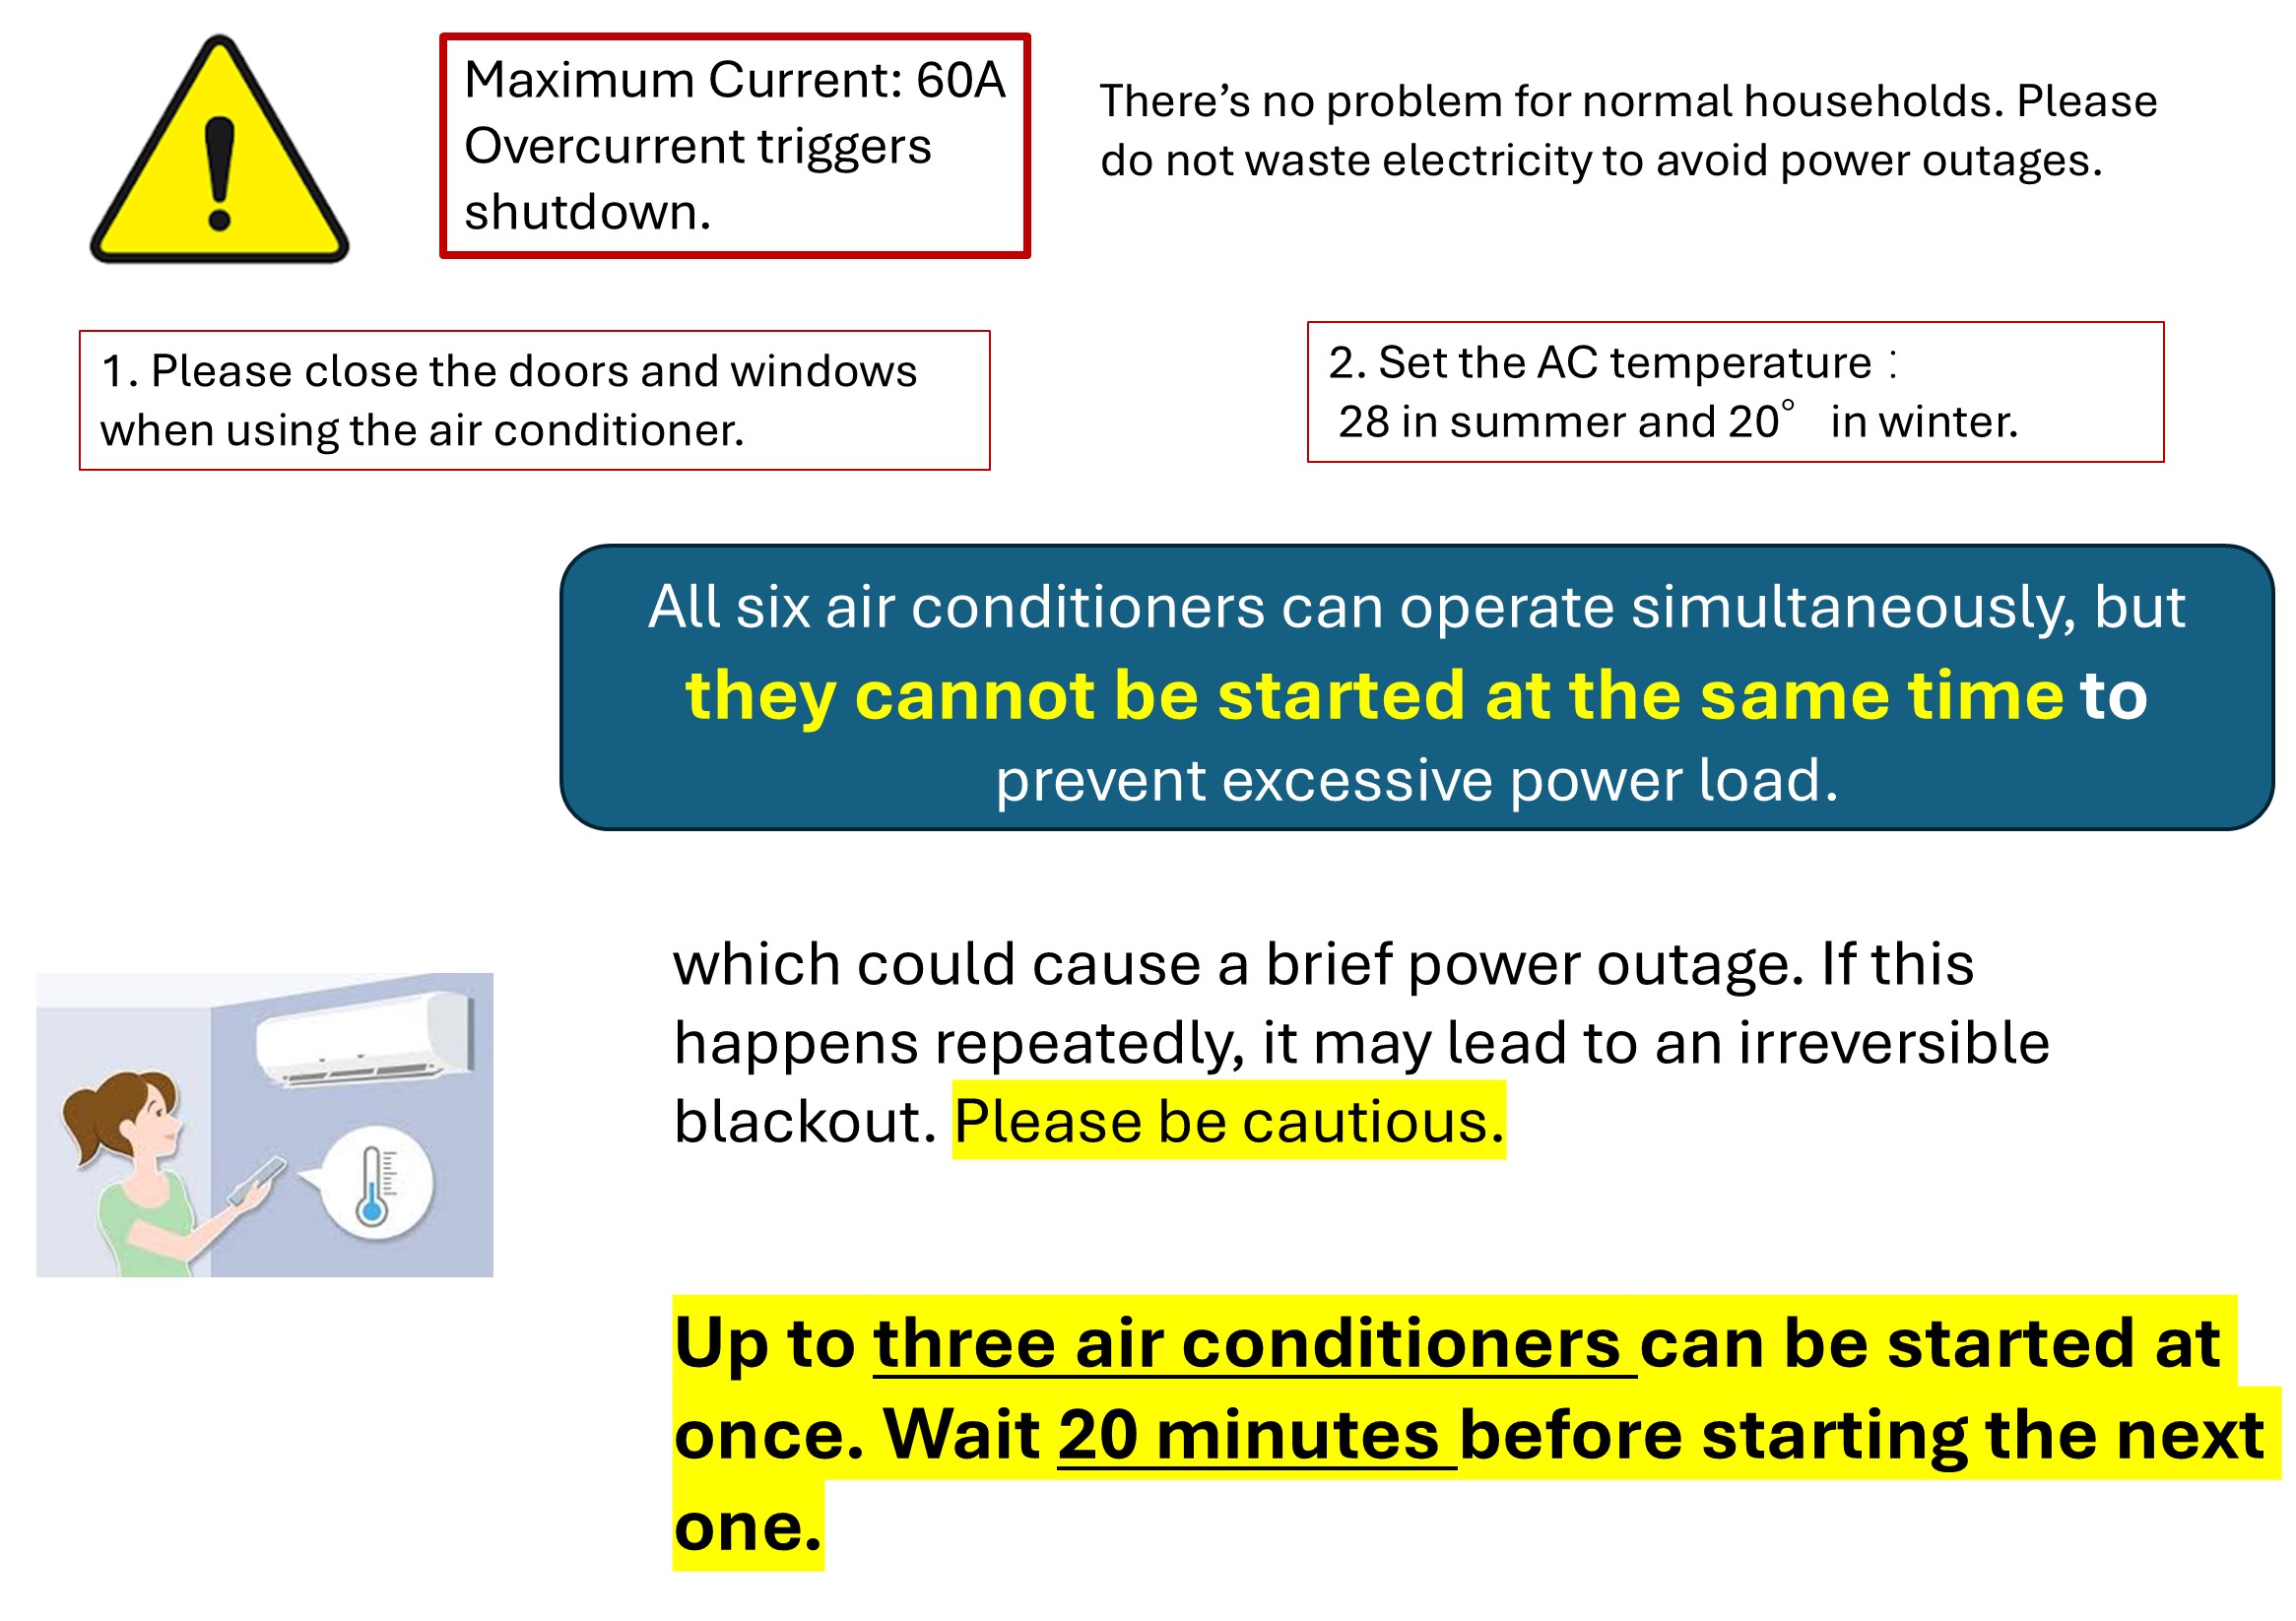 Maximum Current: 60A
Overcurrent triggers
shutdown.
There’s no problem for normal households. Please
do not waste electricity to avoid power outages.
1. Please close the doors and windows
when using the air conditioner.
2. Set the AC temperature：
28 in summer and 20° in winter.
All six air conditioners can operate simultaneously, but
they cannot be started at the same time to
prevent excessive power load.
which could cause a brief power outage. If this
happens repeatedly, it may lead to an irreversible
blackout. Please be cautious.
Up to three air conditioners can be started at
once. Wait 20 minutes before starting the next
one.